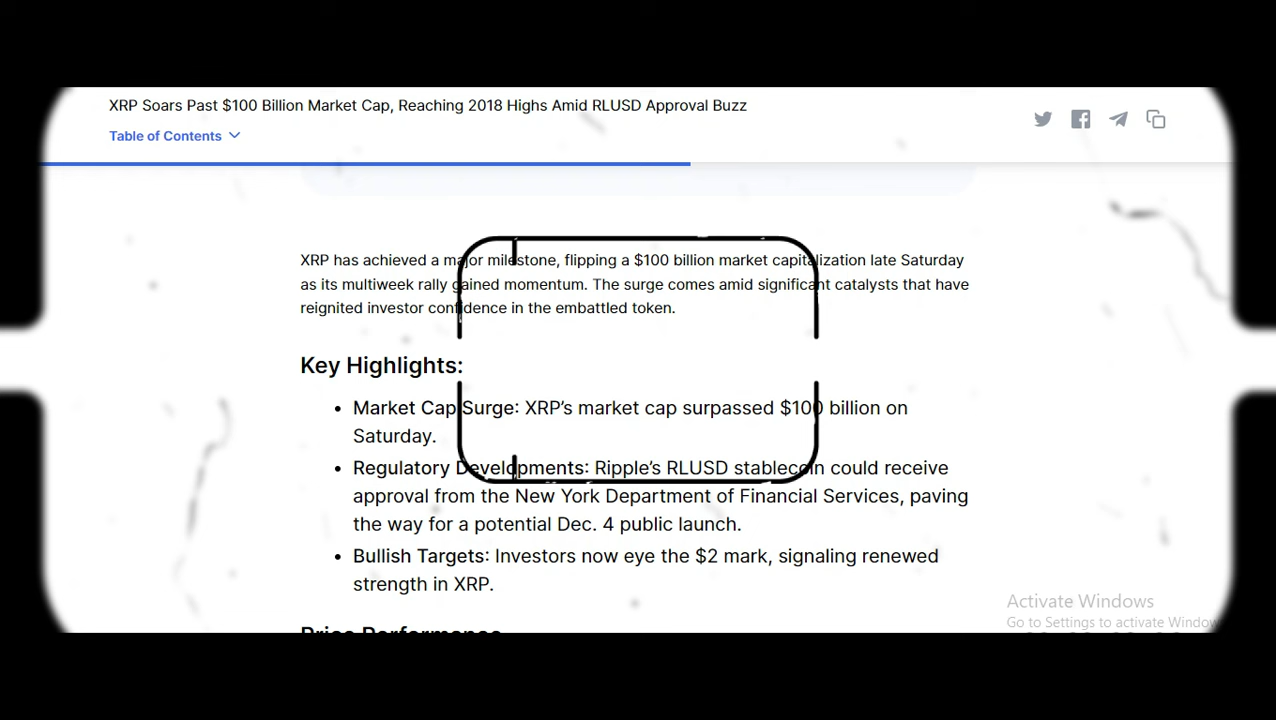 XRP Soars Past $100 Billion Market Cap, Reaching 2018 Highs Amid RLUSD Approval Buzz
Table of Contents
XRP has achieved a major milestone, flipping a $100 billion market capitalization late Saturday
as its multiweek rally gained momentum. The surge comes amid significant catalysts that have
reignited investor confidence in the embattled token.
Key Highlights:
• Market Cap Surge: XRP’s market cap surpassed $100 billion on
Saturday.
• Regulatory Developments: Ripple’s RLUSD stablecoin could receive
approval from the New York Department of Financial Services, paving
the way for a potential Dec. 4 public launch.
• Bullish Targets: Investors now eye the $2 mark, signaling renewed
strength in XRP.
Price Performance
Activate Windows
Go to Settings to activate Window